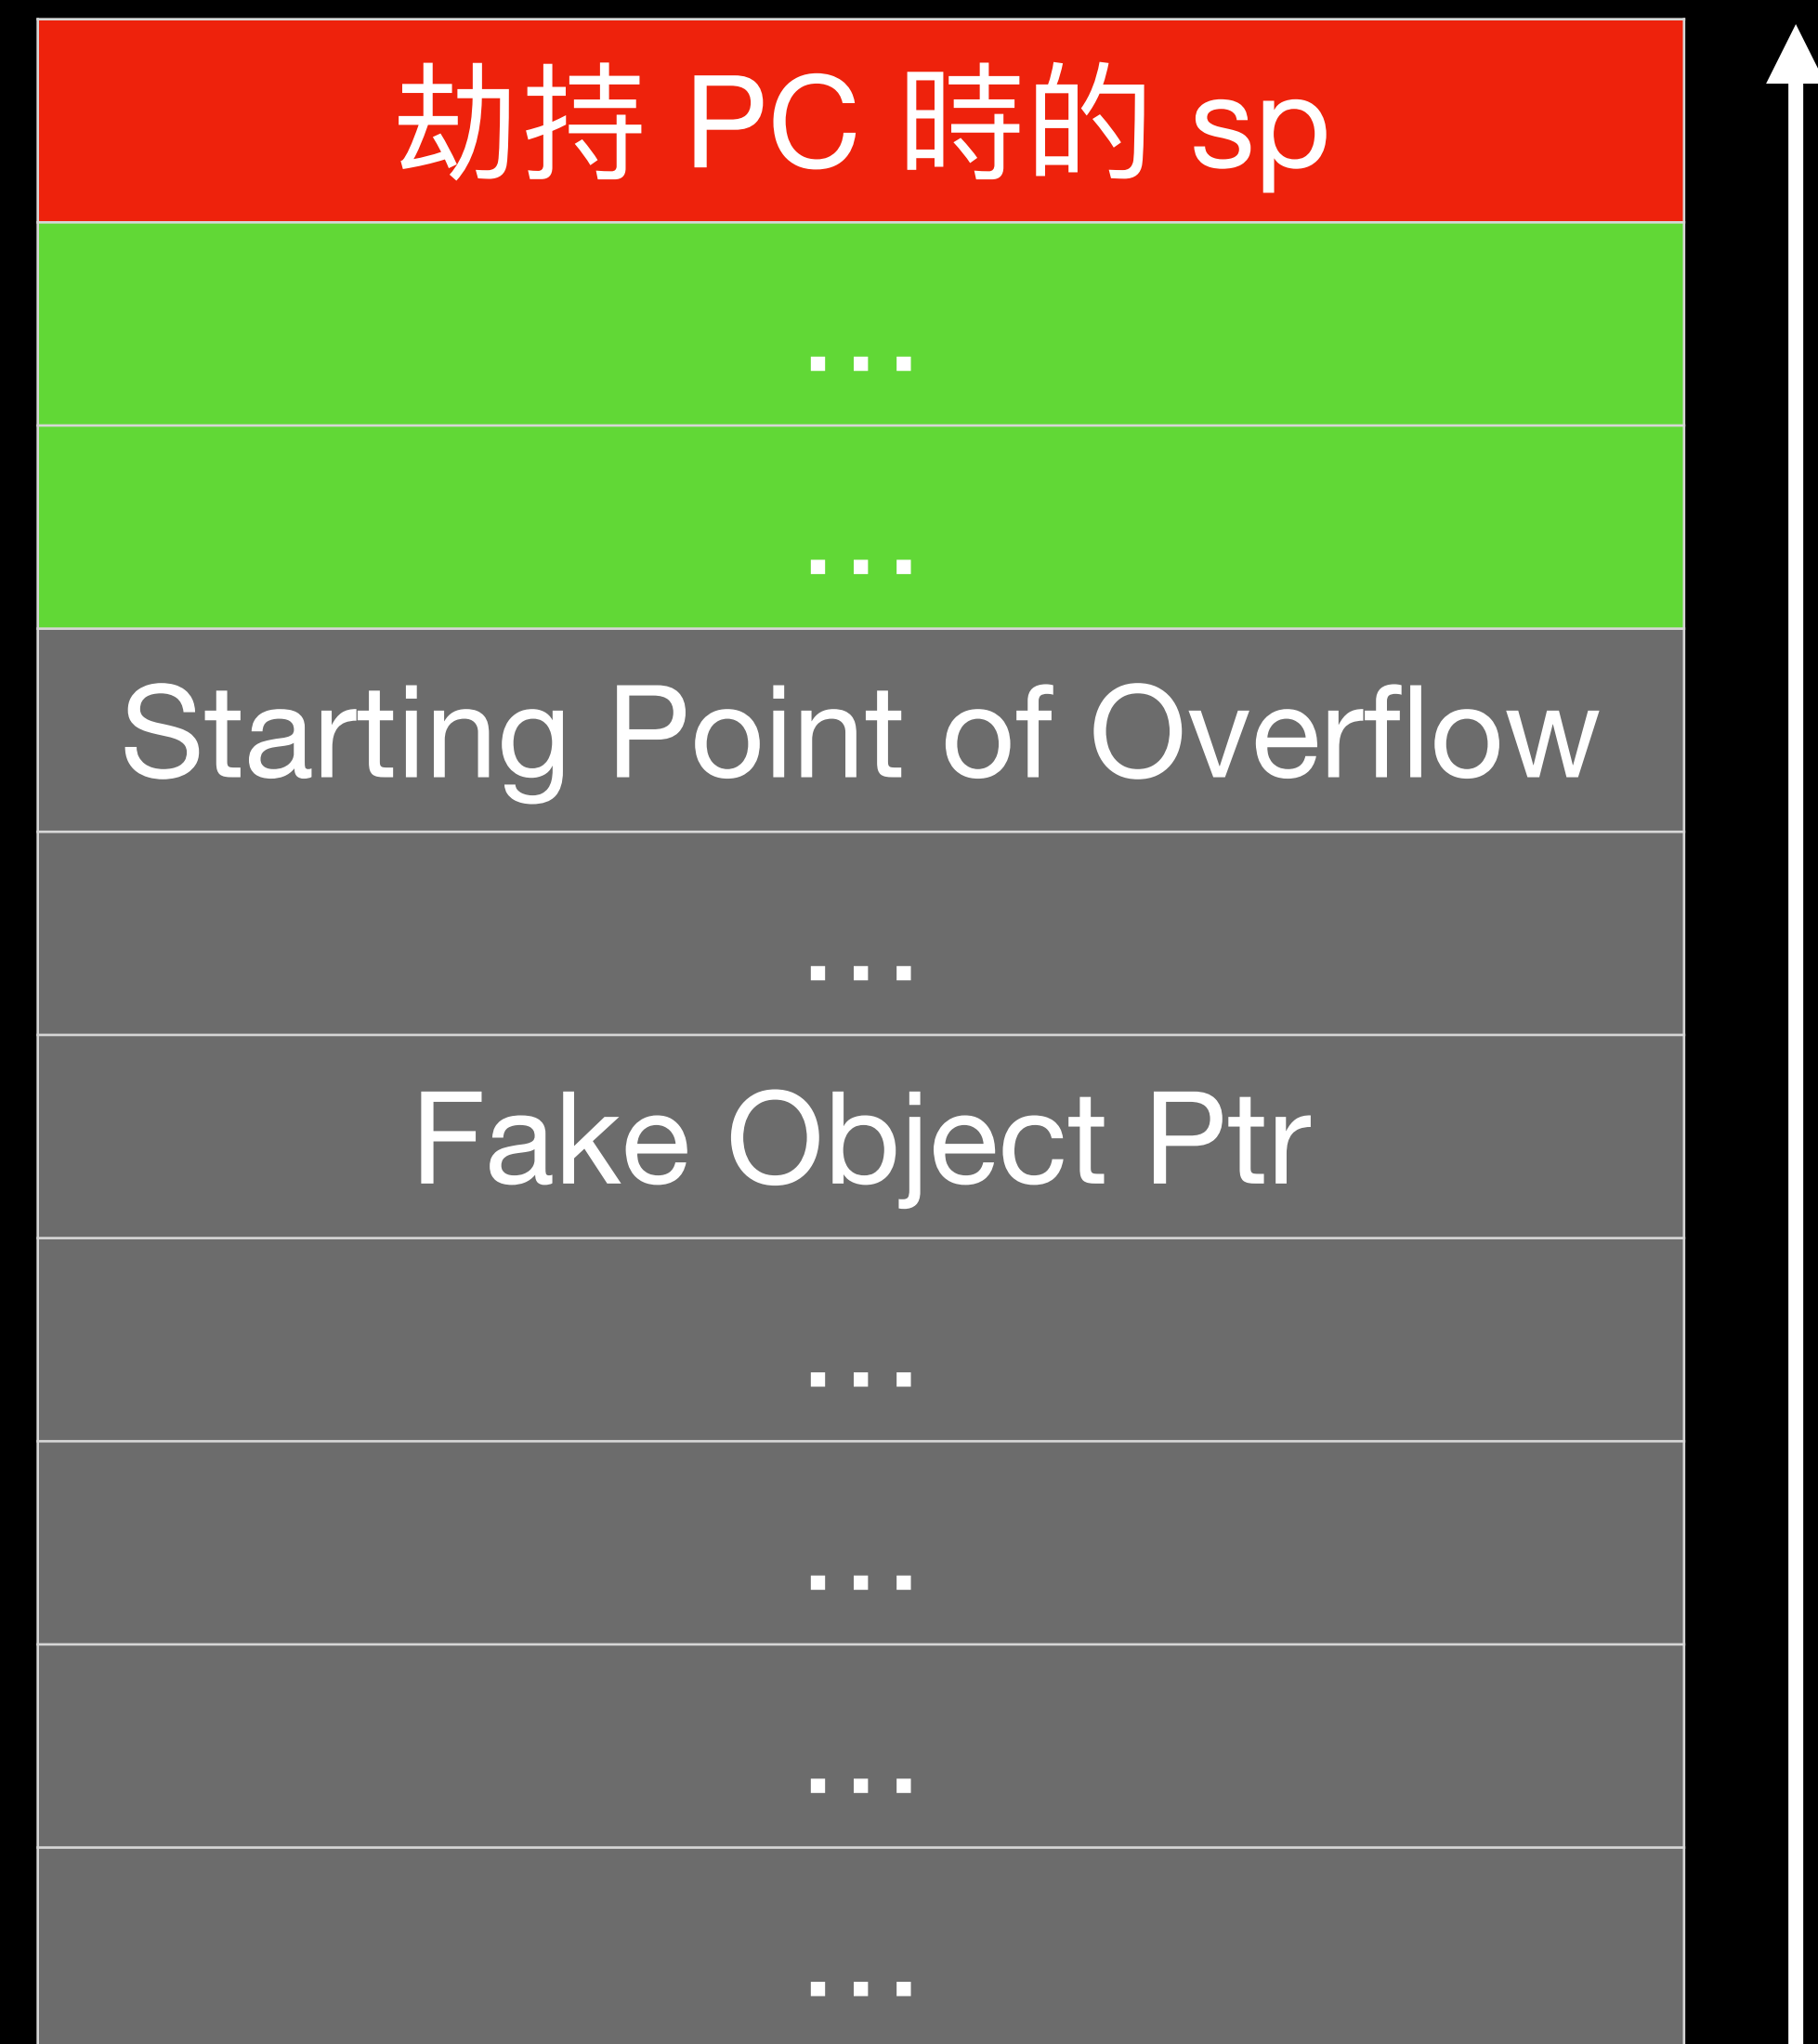 劫持 PC 時的 sp
...
...
Starting Point of Overflow
...
Fake Object Ptr
...
...
...
...